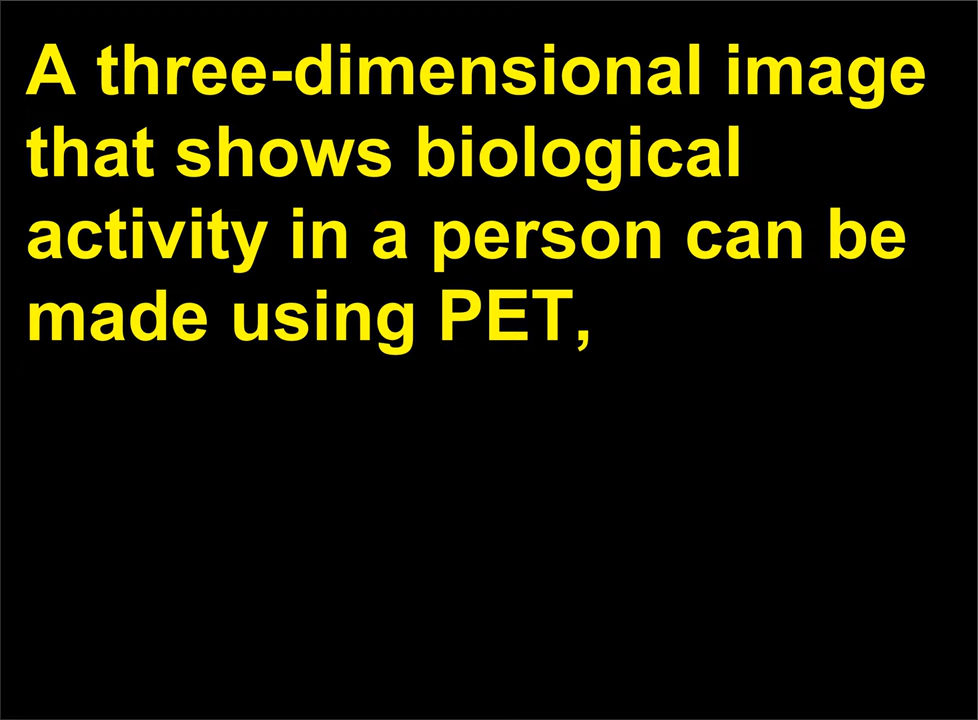 A three-dimensional image
that shows biological
activity in a person can be
made using PET,